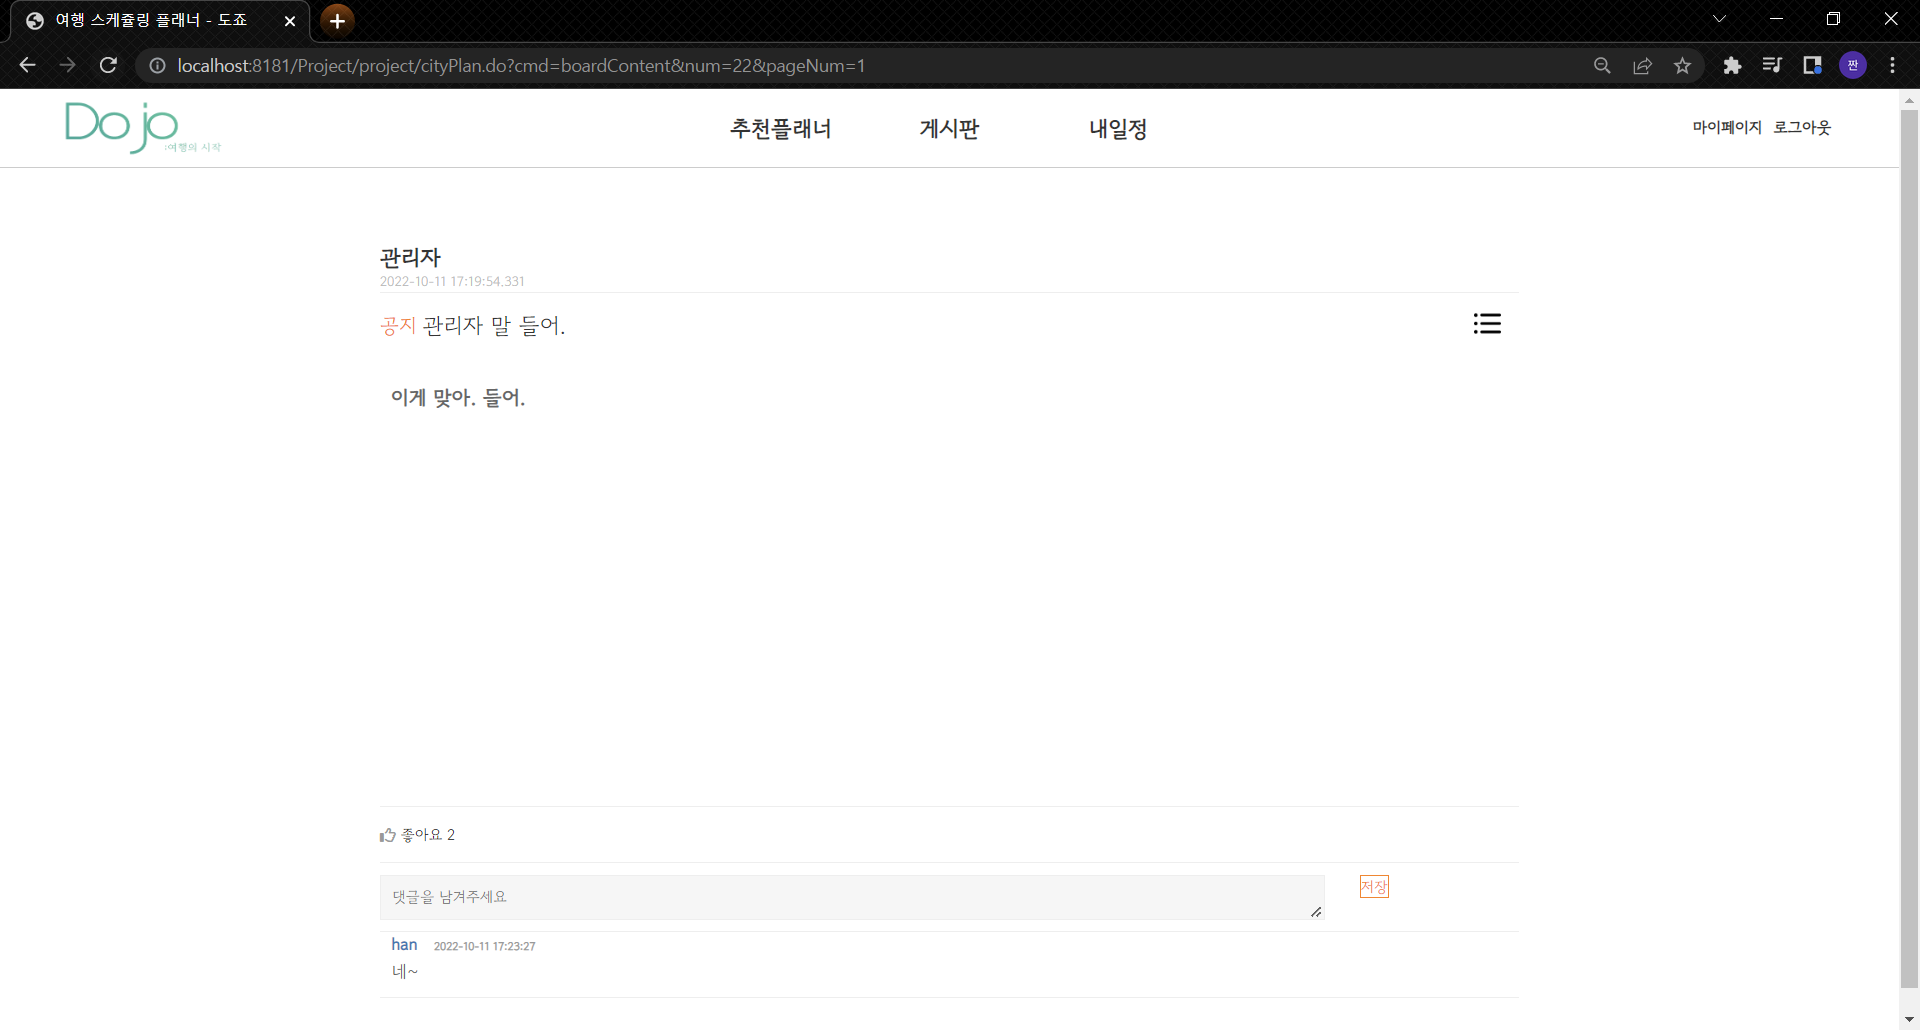 여행 스케쥴링 플래너 - 도죠
localhost:8181/Project/project/cityPlan.do?cmd=boardContent&num=22&pageNum=1
짠
Dojo
:여행의 시작
추천플래너 게시판 내일정
마이페이지 로그아웃
관리자
2022-10-11 17:19:54.331
공지 관리자 말 들어.
이게 맞아. 들어.
좋아요 2
댓글을 남겨주세요
저장
han 2022-10-11 17:23:27
네~